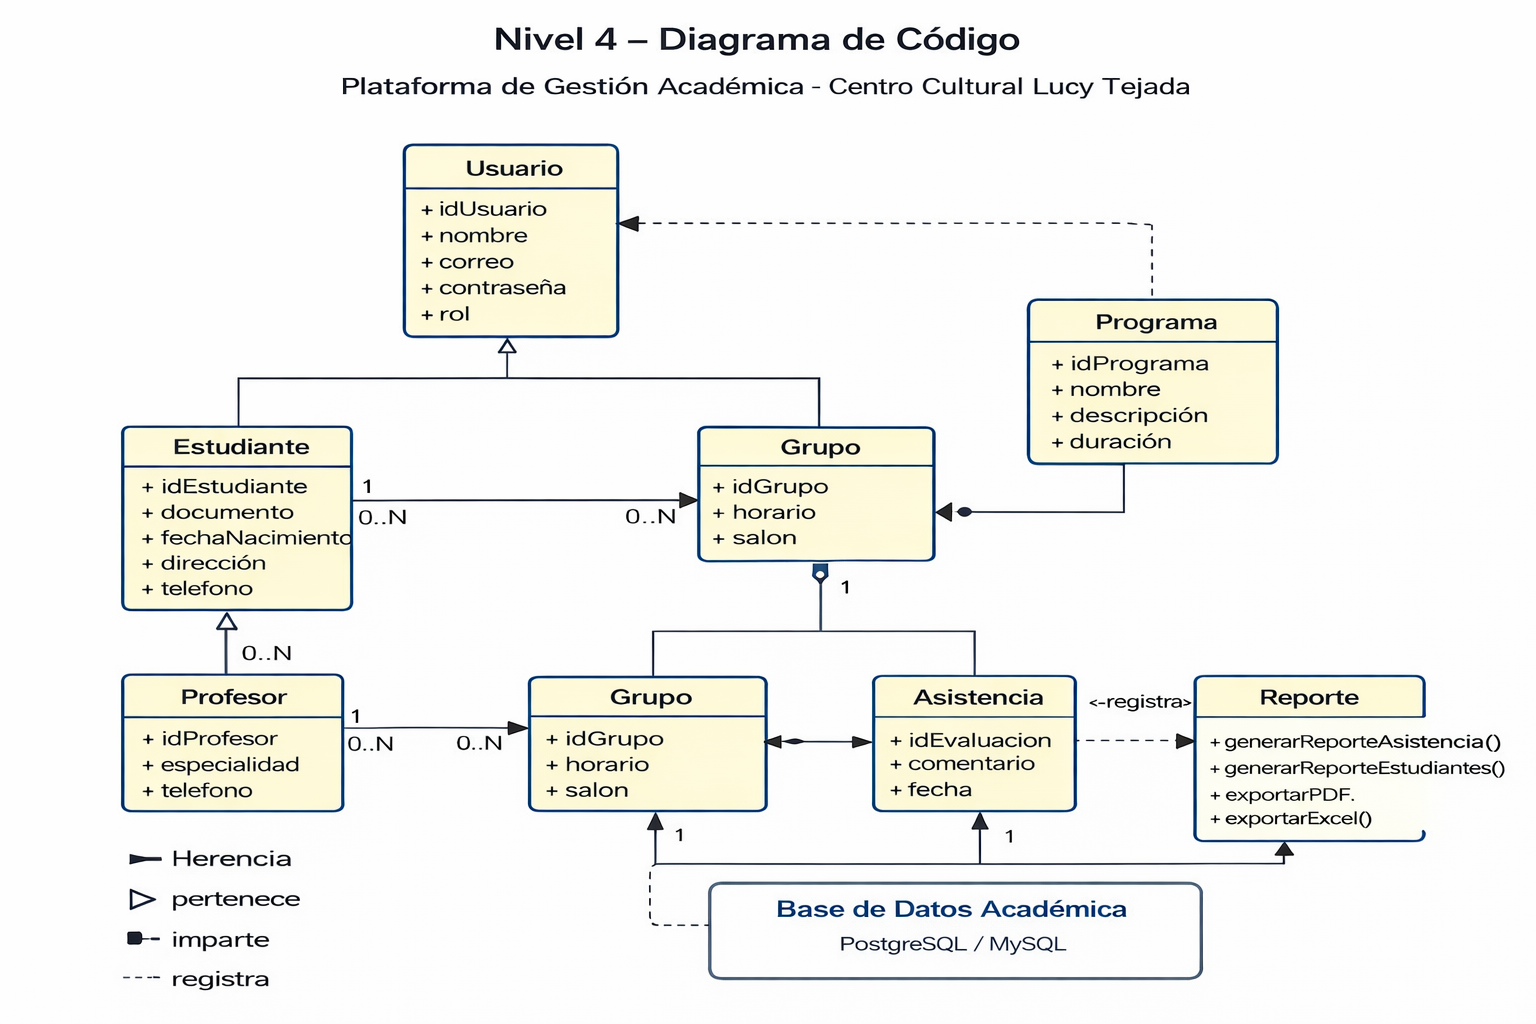 Nivel 4 – Diagrama de Código
Plataforma de Gestión Académica - Centro Cultural Lucy Tejada
Usuario
+ idUsuario
+ nombre
+ correo
+ contraseña
+ rol
Programa
+ idPrograma
+ nombre
+ descripción
+ duración
Estudiante
+ idEstudiante
+ documento
+ fechaNacimiento
+ dirección
+ telefono
1
0..N
0..N
Grupo
+ idGrupo
+ horario
+ salon
1
0..N
Profesor
+ idProfesor
+ especialidad
+ telefono
1
0..N
0..N
Grupo
+ idGrupo
+ horario
+ salon
Asistencia
+ idEvaluacion
+ comentario
+ fecha
<-registra>
Reporte
+ generarReporteAsistencia()
+ generarReporteEstudiantes()
+ exportarPDF.
+ exportarExcel()
1
1
Herencia
pertenece
imparte
registra
Base de Datos Académica
PostgreSQL / MySQL